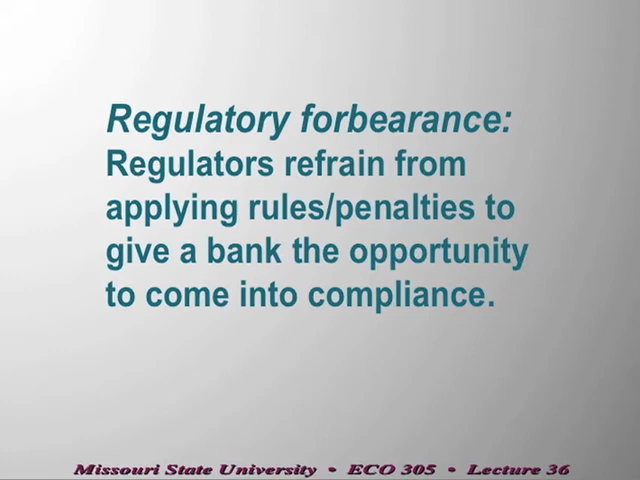 Regulatory forbearance:
Regulators refrain from
applying rules/penalties to
give a bank the opportunity
to come into compliance.
Missouri State University • ECO 305 • Lecture 36